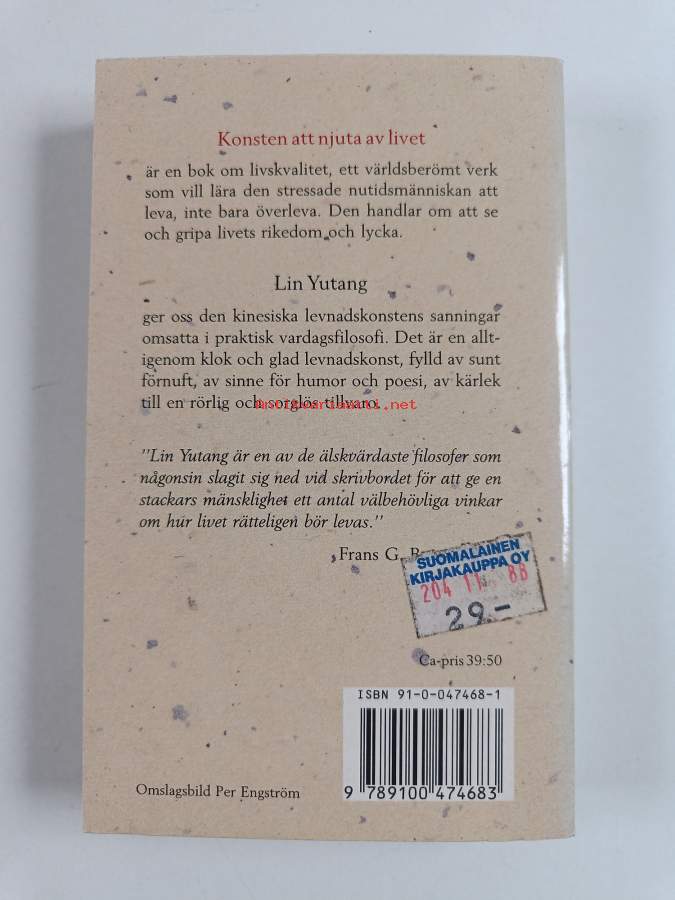 Konsten att njuta av livet
är en bok om livskvalitet, ett världsberömt verk
som vill lära den stressade nutidsmänniskan att
leva, inte bara överleva. Den handlar om att se
och gripa livets rikedom och lycka.
Lin Yutang
ger oss den kinesiska levnadskonstens sanningar
omsatta i praktisk vardagsfilosofi. Det är en allt-
igenom klok och glad levnadskonst, fylld av sunt
förnuft, av sinne för humor och poesi, av kärlek
till en rörlig och sorglös tillvaro.
Antikvariaatti.net
"Lin Yutang är en av de älskvärdaste filosofer som
någonsin slagit sig ned vid skrivbordet för att ge en
stackars mänsklighet ett antal välbehövliga vinkar
om hur livet rätteligen bör levas."
Frans G.
SUOMALAINEN
KIRJAKAUPPA OY
204 11 88
29.-
Ca-pris 39:50
ISBN 91-0-047468-1
9 789100 474683
Omslagsbild Per Engström